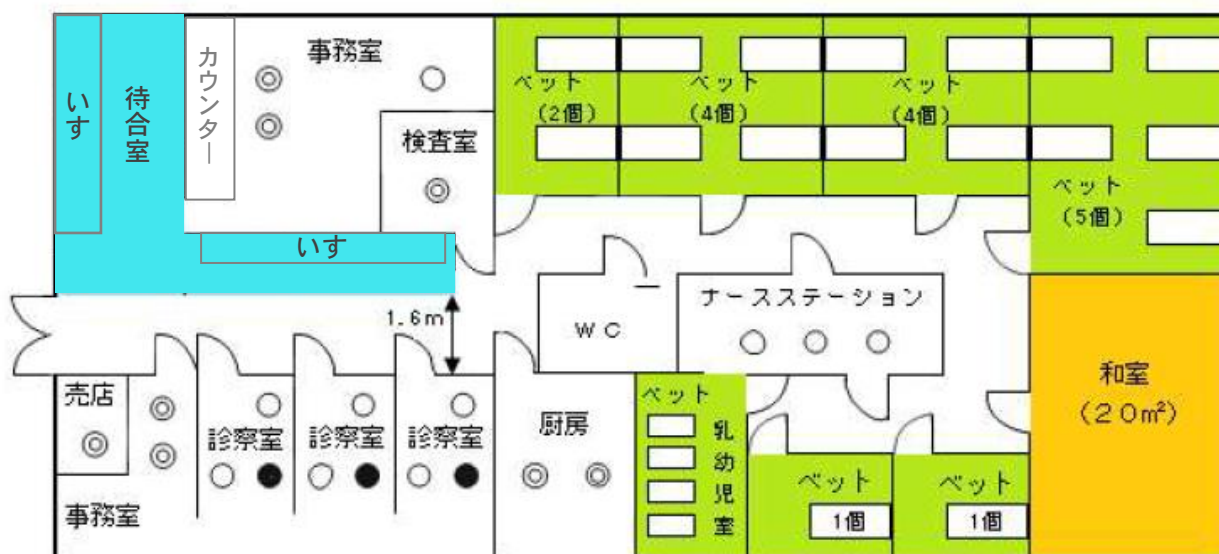 いす
待合室
カウンター
事務室
検査室
いす
ベット
(2個)
ベット
(4個)
ベット
(4個)
ベット
(5個)
1.6m
WC
ナースステーション
和室
(20㎡)
売店
事務室
診察室
診察室
診察室
厨房
ベット
乳幼児室
ベット
1個
ベット
1個